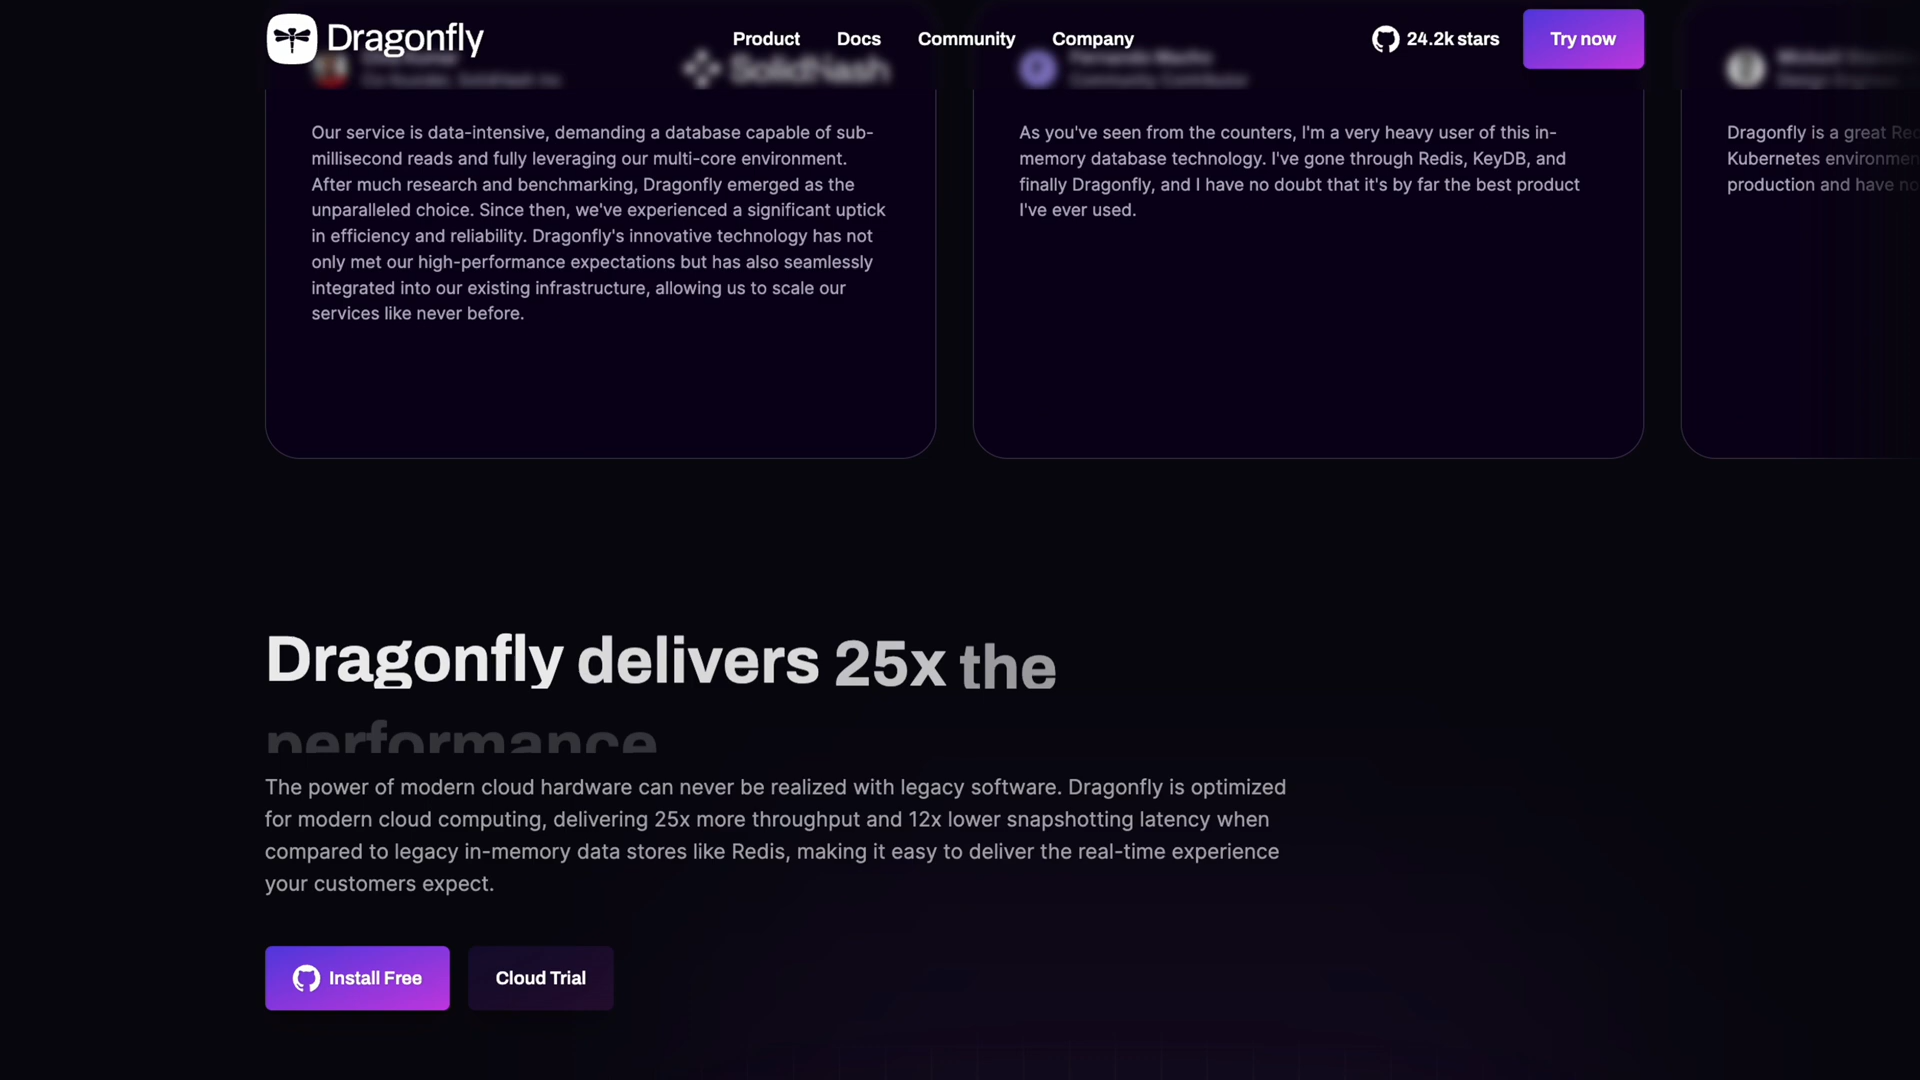 Dragonfly
Product
Docs
Community
Company
24.2k stars
Try now
SolidHash
Our service is data-intensive, demanding a database capable of sub-
millisecond reads and fully leveraging our multi-core environment.
After much research and benchmarking, Dragonfly emerged as the
unparalleled choice. Since then, we've experienced a significant uptick
in efficiency and reliability. Dragonfly's innovative technology has not
only met our high-performance expectations but has also seamlessly
integrated into our existing infrastructure, allowing us to scale our
services like never before.
Community Contributor
As you've seen from the counters, I'm a very heavy user of this in-
memory database technology. I've gone through Redis, KeyDB, and
finally Dragonfly, and I have no doubt that it's by far the best product
I've ever used.
Dragonfly is a great
Kubernetes
production and have no
Dragonfly delivers 25x the
performance
The power of modern cloud hardware can never be realized with legacy software. Dragonfly is optimized
for modern cloud computing, delivering 25x more throughput and 12x lower snapshotting latency when
compared to legacy in-memory data stores like Redis, making it easy to deliver the real-time experience
your customers expect.
Install Free
Cloud Trial